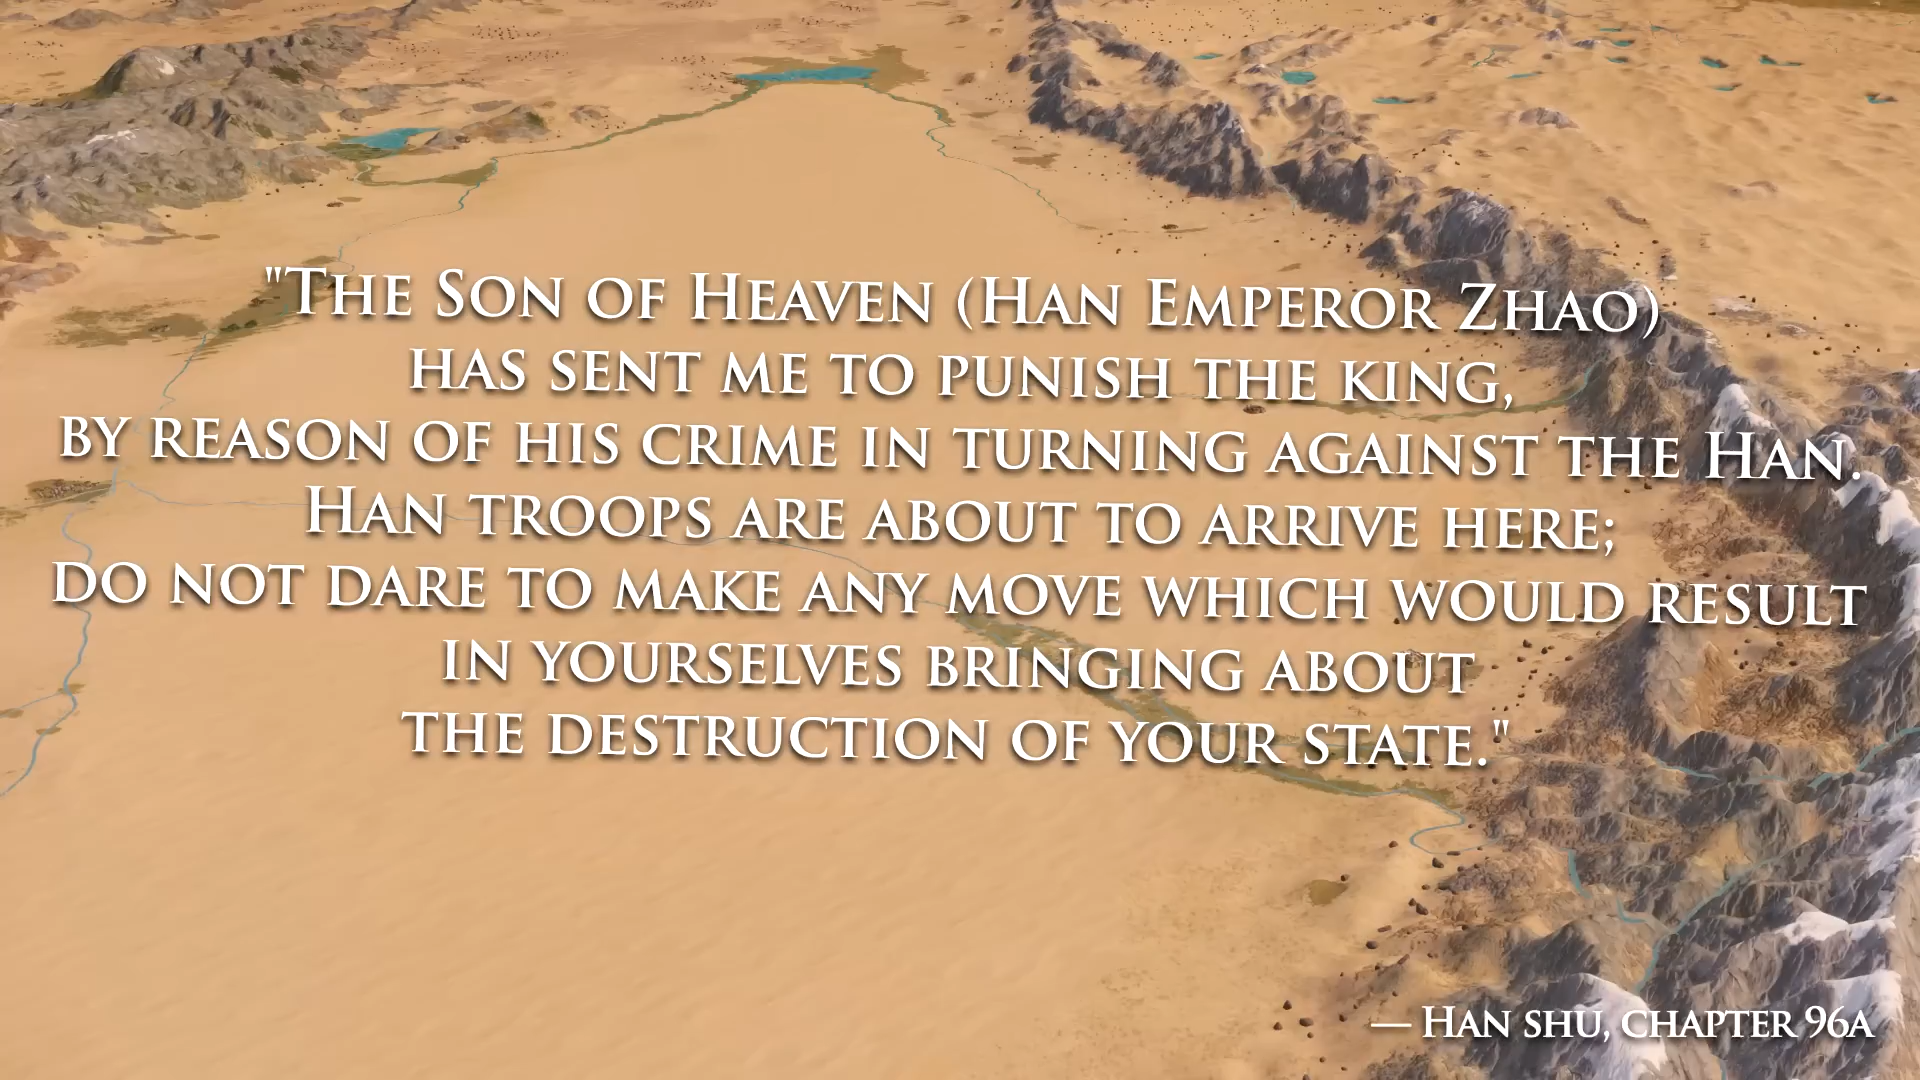 "The Son of Heaven (Han Emperor Zhao)
has sent me to punish the king,
by reason of his crime in turning against the Han.
Han troops are about to arrive here;
do not dare to make any move which would result
in yourselves bringing about
the destruction of your state."
— Han shu, chapter 96A